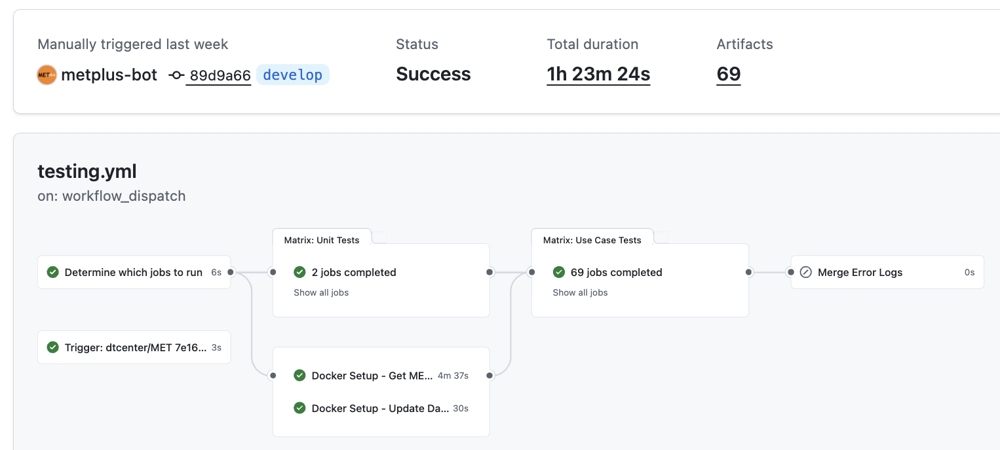 Manually triggered last week
metplus-bot 89d9a66 develop
Status
Success
Total duration
1h 23m 24s
Artifacts
69
testing.yml
on: workflow_dispatch
Determine which jobs to run 6s
Trigger: dtcenter/MET 7e16... 3s
Matrix: Unit Tests
2 jobs completed
Show all jobs
Docker Setup - Get ME... 4m 37s
Docker Setup - Update Da... 30s
Matrix: Use Case Tests
69 jobs completed
Show all jobs
Merge Error Logs 0s